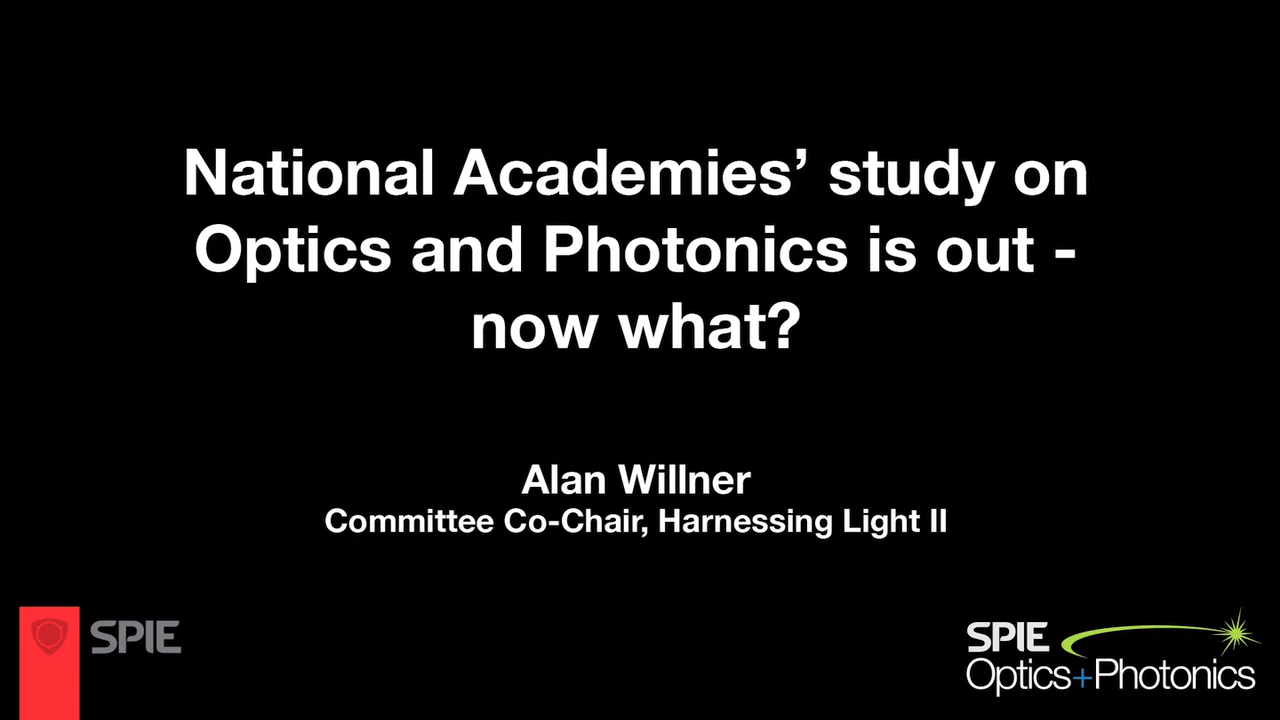 National Academies’ study on
Optics and Photonics is out -
now what?
Alan Willner
Committee Co-Chair, Harnessing Light II
SPIE
SPIE
Optics+Photonics